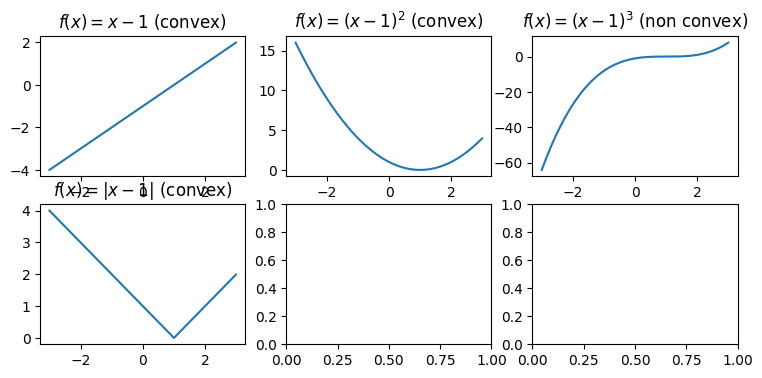 f(x) = x − 1 (convex)
f(x) = (x − 1)² (convex)
f(x) = (x − 1)³ (non convex)
2
0
−2
−4
−2 0 2
15
10
5
0
−2 0 2
0
−20
−40
−60
−2 0 2
f(x) = |x − 1| (convex)
4
3
2
1
0
−2 0 2
1.0
0.8
0.6
0.4
0.2
0.0
0.00 0.25 0.50 0.75 1.00
1.0
0.8
0.6
0.4
0.2
0.0
0.00 0.25 0.50 0.75 1.00